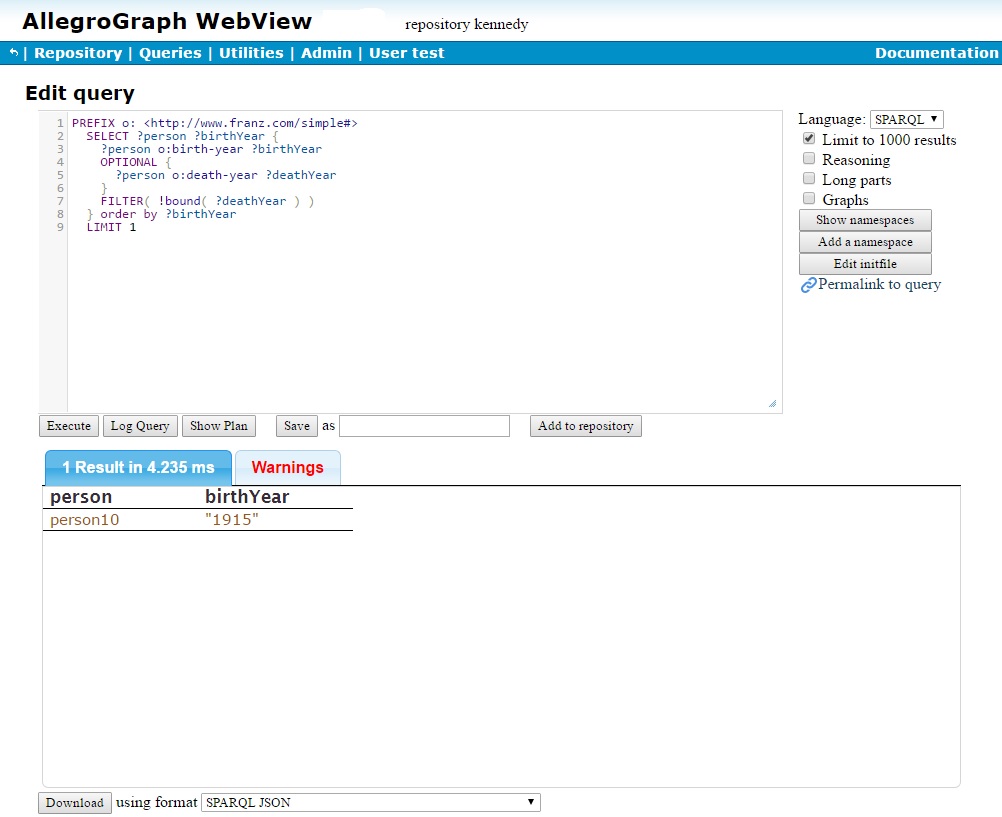 AllegroGraph WebView repository kennedy
| Repository | Queries | Utilities | Admin | User test Documentation
Edit query
1 PREFIX o: <http://www.franz.com/simple#>
2 SELECT ?person ?birthYear {
3 ?person o:birth-year ?birthYear
4 OPTIONAL {
5 ?person o:death-year ?deathYear
6 }
7 FILTER( !bound( ?deathYear ) )
8 } order by ?birthYear
9 LIMIT 1
Language: SPARQL
Limit to 1000 results
Reasoning
Long parts
Graphs
Show namespaces
Add a namespace
Edit initfile
Permalink to query
Execute Log Query Show Plan Save as Add to repository
1 Result in 4.235 ms Warnings
person birthYear
person10 "1915"
Download using format SPARQL JSON